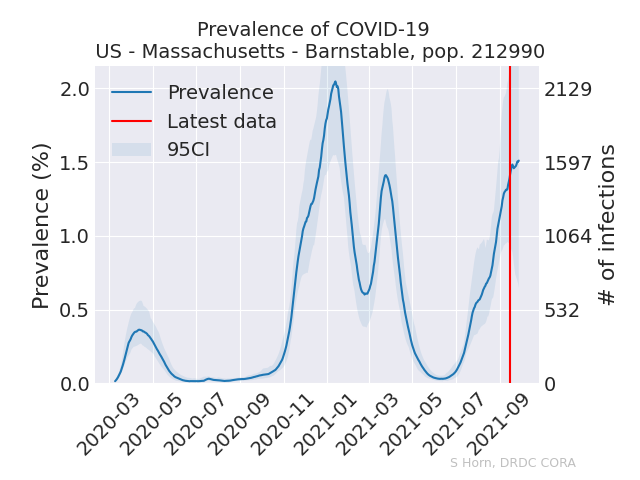 Prevalence of COVID-19
US - Massachusetts - Barnstable, pop. 212990
Prevalence
Latest data
95CI
Prevalence (%)
2.0
1.5
1.0
0.5
0.0
2129
1597
1064
532
0
# of infections
2020-03
2020-05
2020-07
2020-09
2020-11
2021-01
2021-03
2021-05
2021-07
2021-09
S Horn, DRDC CORA